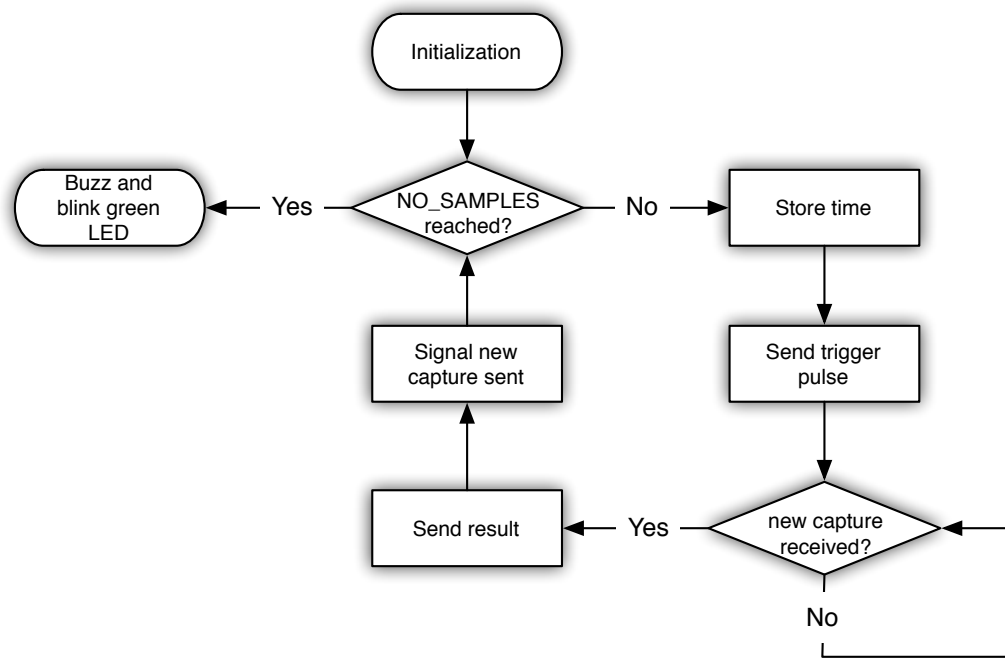 Initialization
Buzz and
blink green
LED
Yes
NO_SAMPLES
reached?
No
Store time
Signal new
capture sent
Send trigger
pulse
Send result
Yes
new capture
received?
No